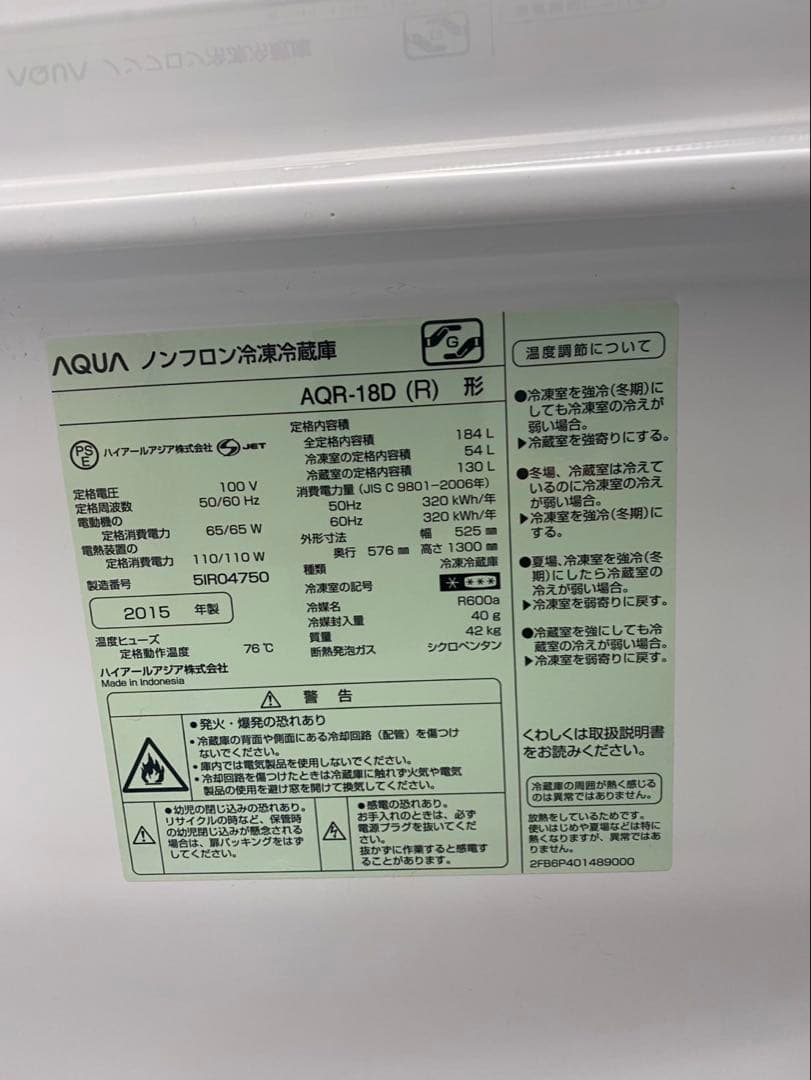 AQUA ノンフロン冷凍冷蔵庫
G
AQR-18D (R) 形
PS
E
ハイアールアジア株式会社 JET
定格電圧 100 V
定格周波数 50/60 Hz
電動機の
定格消費電力 65/65 W
電熱装置の
定格消費電力 110/110 W
製造番号 5IR04750
2015 年製
温度ヒューズ
定格動作温度 76℃
ハイアールアジア株式会社
Made in Indonesia
定格内容積
全定格内容積 184 L
冷凍室の定格内容積 54 L
冷蔵室の定格内容積 130 L
消費電力量 (JIS C 9801-2006年)
50Hz 320 kWh/年
60Hz 320 kWh/年
外形寸法 幅 525 mm
奥行 576 mm 高さ 1300 mm
種類 冷凍冷蔵庫
冷凍室の記号
冷媒名 R600a
冷媒封入量 40 g
質量 42 kg
断熱発泡ガス シクロペンタン
警告
●発火・爆発の恐れあり
・冷蔵庫の背面や側面にある冷却回路（配管）を傷つけ
ないでください。
・庫内では電気製品を使用しないでください。
・冷却回路を傷つけたときは冷蔵庫に触れず火気や電気
製品の使用を避け窓を開けて換気してください。
●幼児の閉じ込みの恐れあり。
リサイクルの時など、保管時
の幼児閉じ込みが懸念される
場合は、扉パッキングをはず
してください。
●感電の恐れあり。
お手入れのときは、必ず
電源プラグを抜いてくだ
さい。
抜かずに作業すると感電す
ることがあります。
温度調節について
●冷凍室を強冷（冬期）に
しても冷凍室の冷えが
弱い場合。
▶冷蔵室を強寄りにする。
●冬場、冷蔵室は冷えて
いるのに冷凍室の冷え
が弱い場合。
▶冷凍室を強冷（冬期）に
する。
●夏場、冷凍室を強冷（冬
期）にしたら冷蔵室の
冷えが弱い場合。
▶冷凍室を弱寄りに戻す。
●冷蔵室を強にしても冷
蔵室の冷えが弱い場合。
▶冷凍室を弱寄りに戻す。
くわしくは取扱説明書
をお読みください。
冷蔵庫の周囲が熱く感じる
のは異常ではありません。
放熱をしているためです。
使いはじめや夏場などは特に
熱くなりますが、異常ではあ
りません。
2FB6P401489000